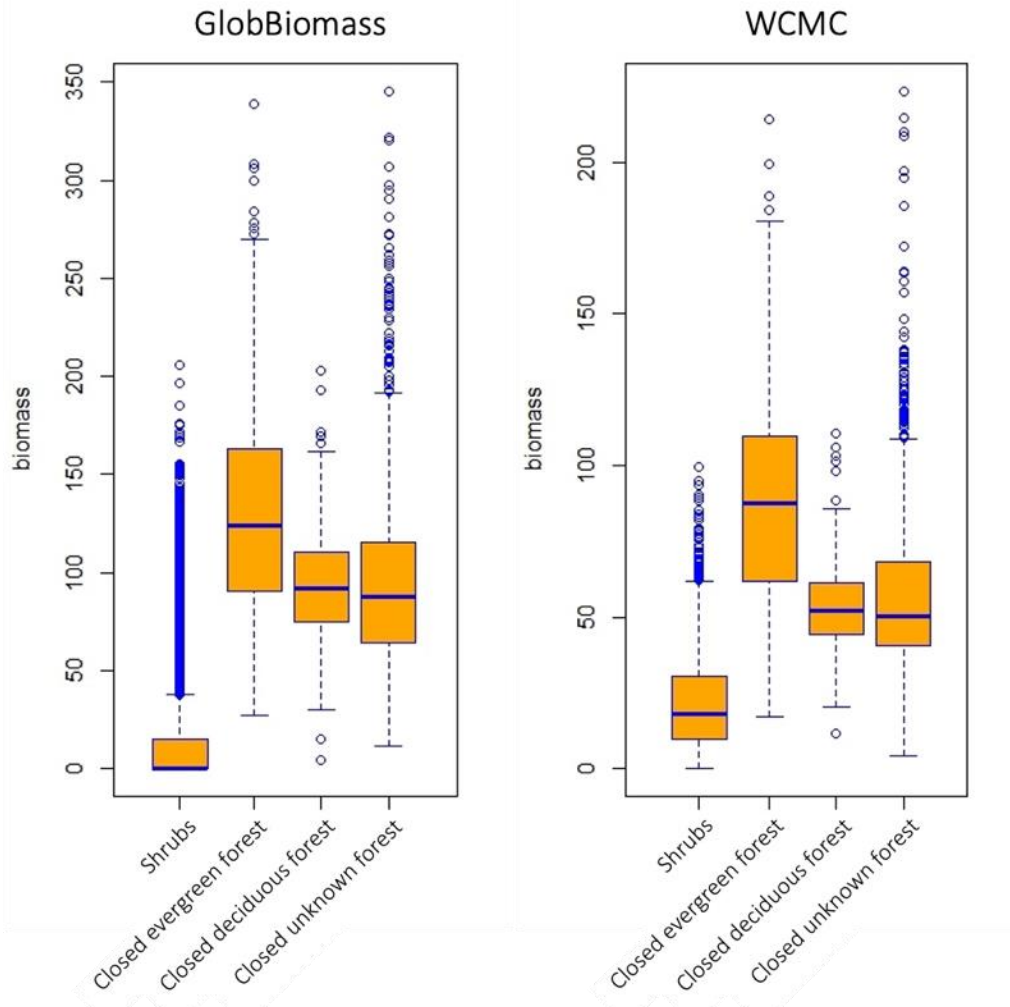 GlobBiomass
350
300
250
200
150
100
50
0
biomass
Shrubs
Closed evergreen forest
Closed deciduous forest
Closed unknown forest
WCMC
200
150
100
50
0
biomass
Shrubs
Closed evergreen forest
Closed deciduous forest
Closed unknown forest